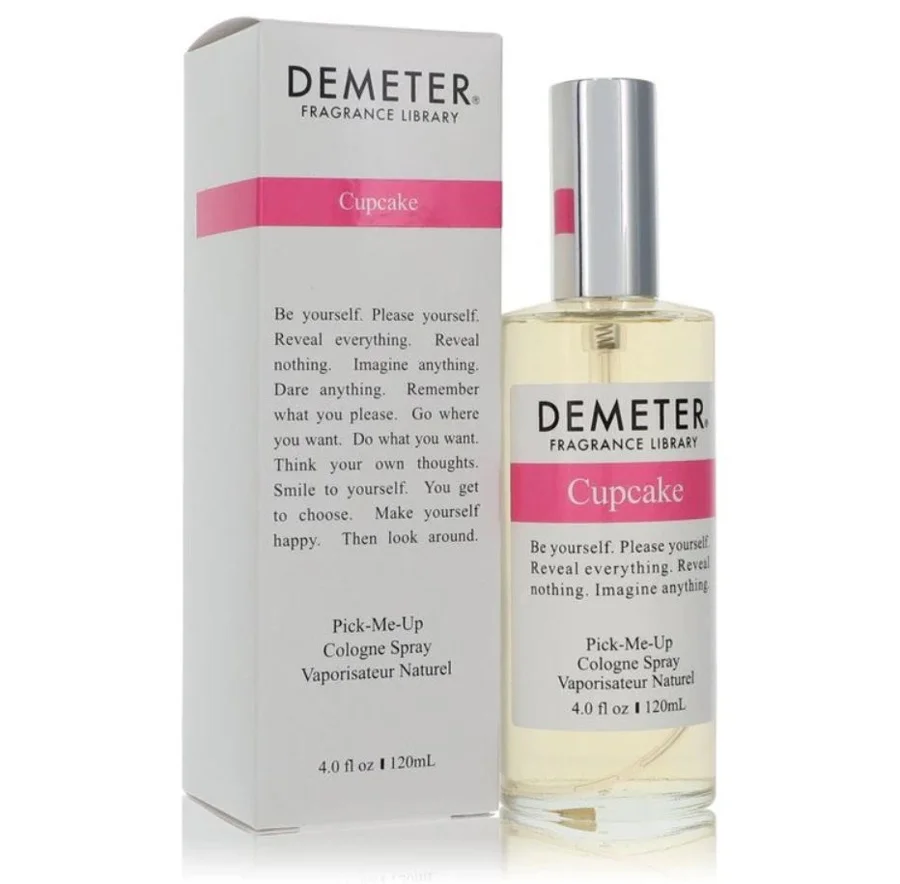 DEMETER®
FRAGRANCE LIBRARY
Cupcake
Be yourself. Please yourself.
Reveal everything. Reveal
nothing. Imagine anything.
Dare anything. Remember
what you please. Go where
you want. Do what you want.
Think your own thoughts.
Smile to yourself. You get
to choose. Make yourself
happy. Then look around.
Pick-Me-Up
Cologne Spray
Vaporisateur Naturel
4.0 fl oz ▮ 120mL
DEMETER®
FRAGRANCE LIBRARY
Cupcake
Be yourself. Please yourself.
Reveal everything. Reveal
nothing. Imagine anything.
Pick-Me-Up
Cologne Spray
Vaporisateur Naturel
4.0 fl oz ▮ 120mL